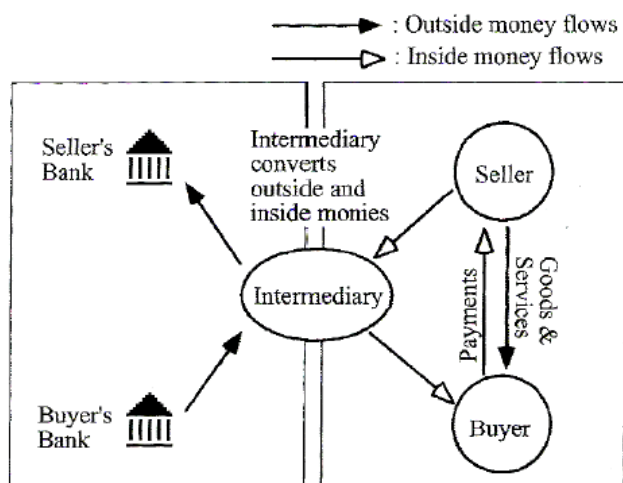 : Outside money flows
: Inside money flows
Seller's
Bank
Intermediary
converts
outside and
inside monies
Seller
Intermediary
Payments
Goods &
Services
Buyer's
Bank
Buyer